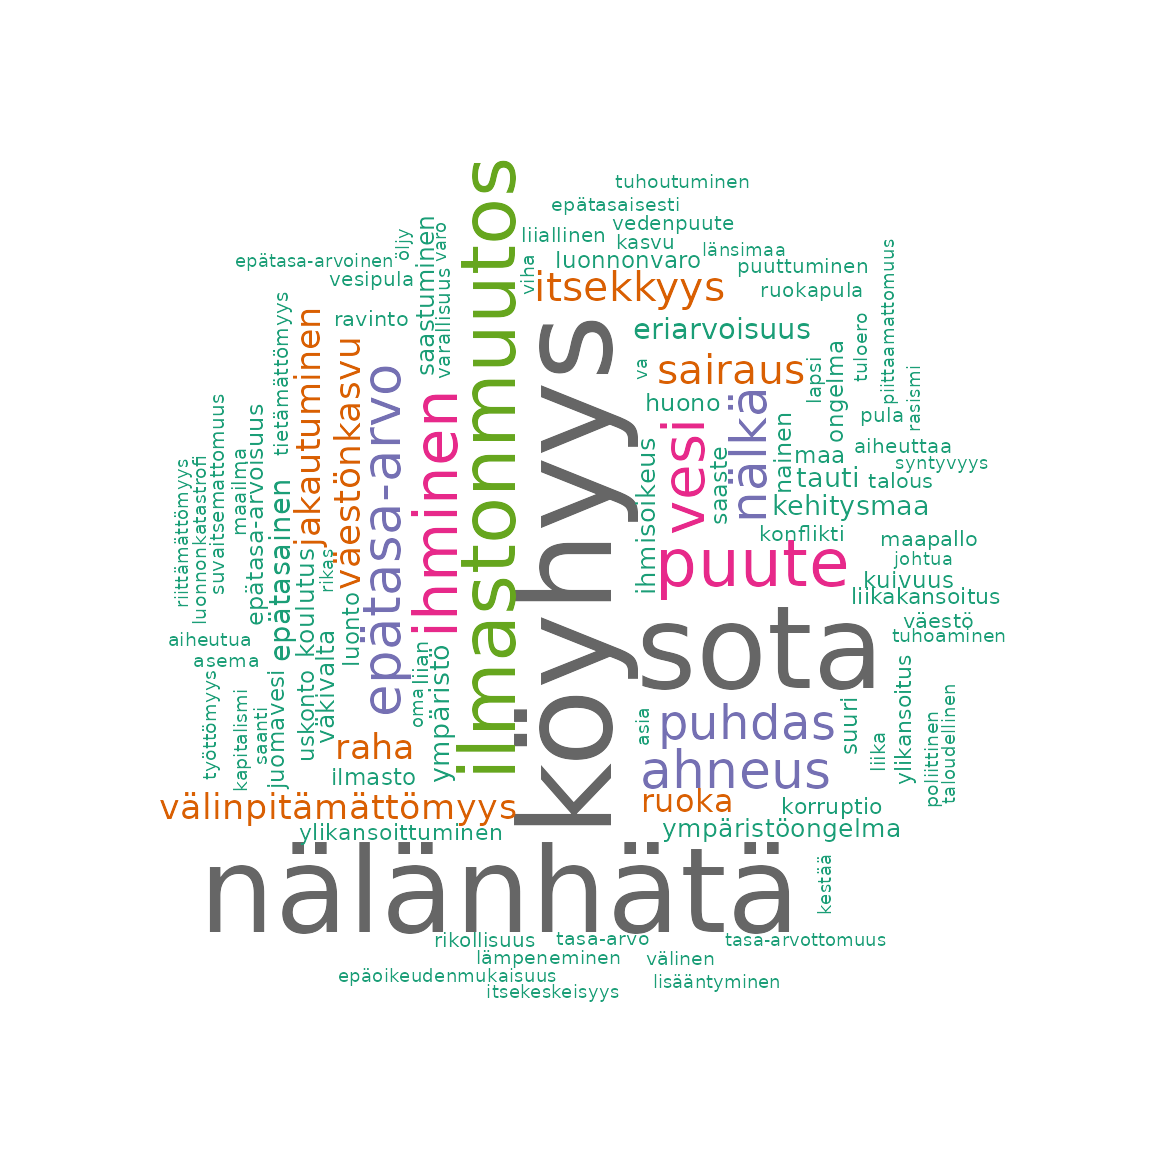 tuhoutuminen
epätasaisesti
vedenpuute
liiallinen
kasvu
länsimaa
epätasa-arvoinen
öljy
varo
luonnonvaro
puuttuminen
vesipula
saastuminen
varallisuus
viha
itsekkyys
ruokapula
ravinto
ilmastonmuutos
köyhyys
eriarvoisuus
tuloero
piittaamattomuus
tietämättömyys
jakautuminen
väestönkasvu
epätasa-arvo
ihminen
va
sairaus
lapsi
ongelma
rasismi
huono
vesi
nälkä
nainen
pula
aiheuttaa
maa
syntyvyys
riittämättömyys
luonnonkatastrofi
suvaitsemattomuus
maailma
epätasa-arvoisuus
epätasainen
koulutus
rikas
ihmisoikeus
saaste
tauti
talous
kehitysmaa
konflikti
maapallo
puute
johtua
kuivuus
liikakansoitus
luonto
väestö
tuhoaminen
aiheutua
asema
sota
työttömyys
kapitalismi
saanti
juomavesi
uskonto
väkivalta
oma
liian
ympäristö
asia
puhdas
suuri
liika
ylikansoitus
poliittinen
taloudellinen
raha
ilmasto
ahneus
välinpitämättömyys
ruoka
korruptio
ylikansoittuminen
ympäristöongelma
nälänhätä
kestää
rikollisuus
tasa-arvo
tasa-arvottomuus
lämpeneminen
välinen
epäoikeudenmukaisuus
lisääntyminen
itsekeskeisyys